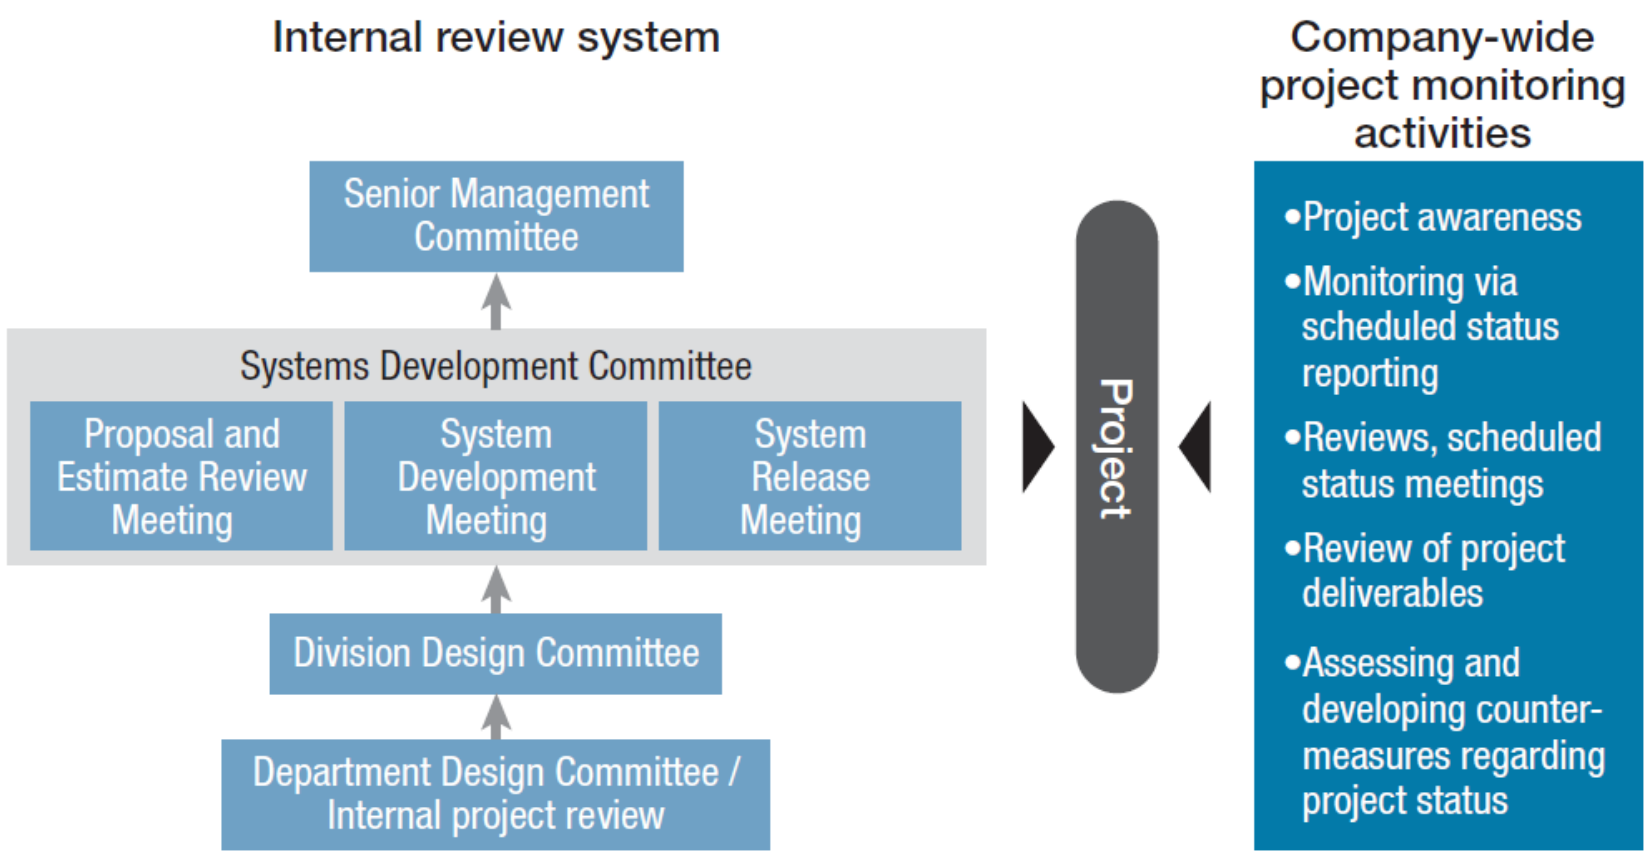 Internal review system
Senior Management
Committee
Systems Development Committee
Proposal and
Estimate Review
Meeting
System
Development
Meeting
System
Release
Meeting
Division Design Committee
Department Design Committee /
Internal project review
Project
Company-wide
project monitoring
activities
•Project awareness
•Monitoring via
scheduled status
reporting
•Reviews, scheduled
status meetings
•Review of project
deliverables
•Assessing and
developing counter-
measures regarding
project status